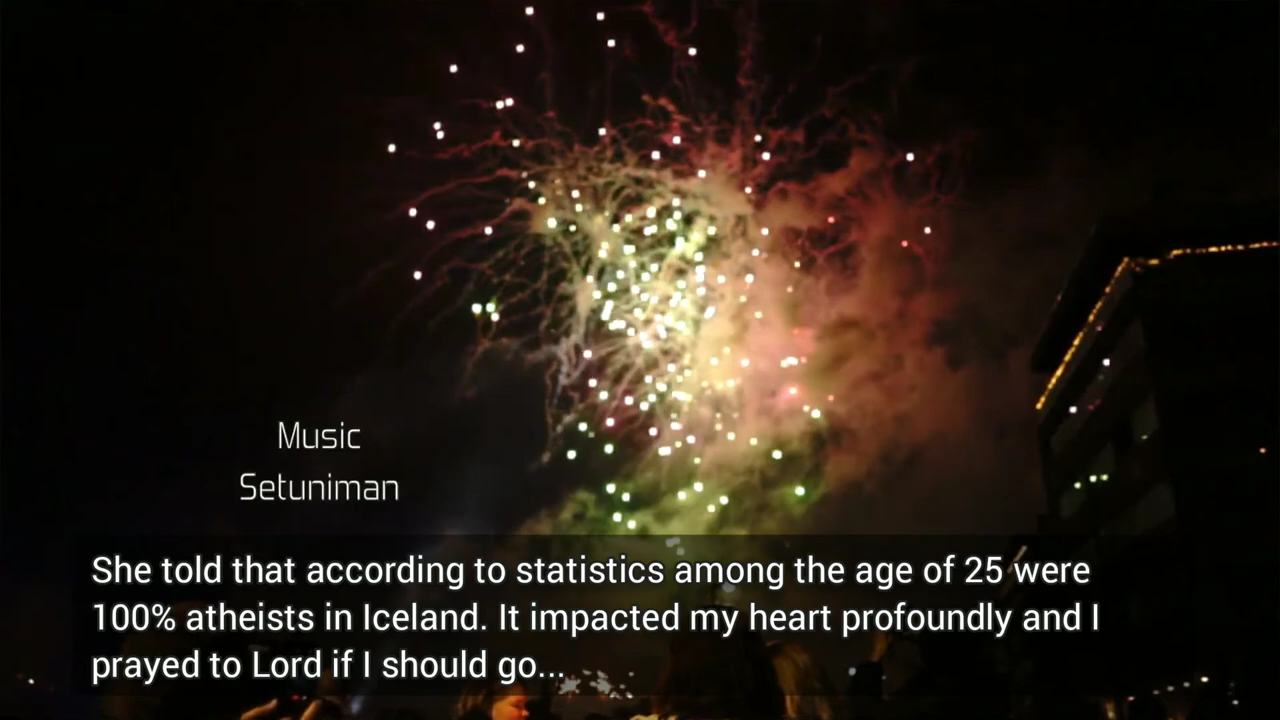 Music
Setuniman
She told that according to statistics among the age of 25 were
100% atheists in Iceland. It impacted my heart profoundly and I
prayed to Lord if I should go...